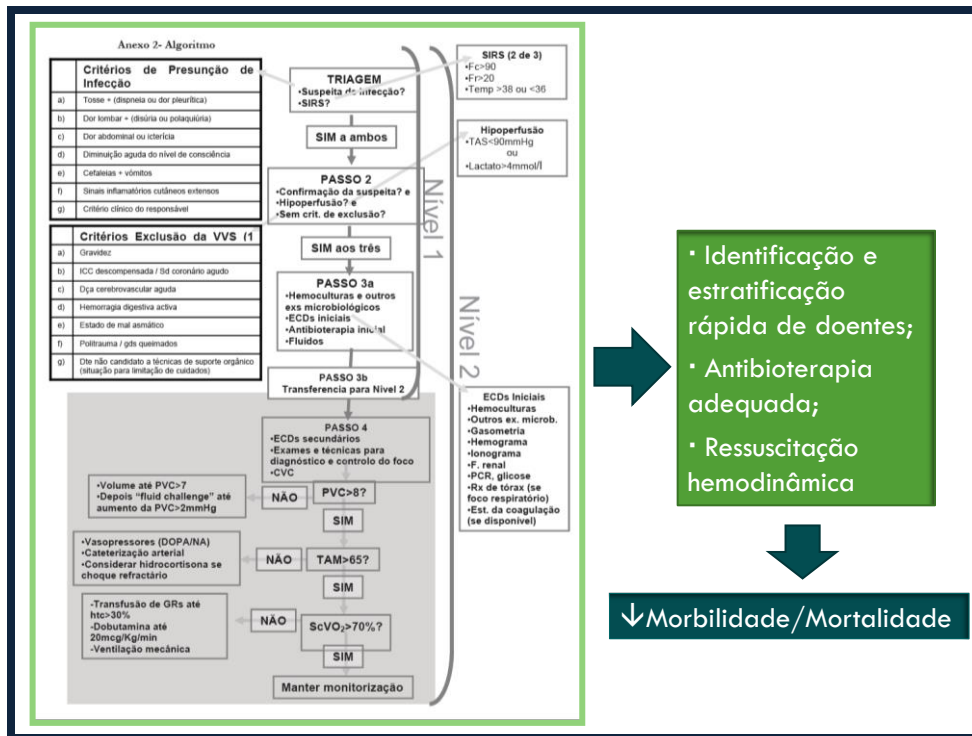 Anexo 2- Algoritmo
Critérios de Presunção de
Infecção
a) Tosse + (dispneia ou dor pleurítica)
b) Dor lombar + (disúria ou polaquiúria)
c) Dor abdominal ou icterícia
d) Diminuição aguda do nível de consciência
e) Cefaleias + vómitos
f) Sinais inflamatórios cutâneos extensos
g) Critério clínico do responsável
Critérios Exclusão da VVS (1
a) Gravidez
b) ICC descompensada / Sd coronário agudo
c) Dça cerebrovascular aguda
d) Hemorragia digestiva activa
e) Estado de mal asmático
f) Politrauma / gds queimados
g) Dte não candidato a técnicas de suporte orgânico
(situação para limitação de cuidados)
TRIAGEM
•Suspeita de infecção?
•SIRS?
SIM a ambos
PASSO 2
•Confirmação da suspeita? e
•Hipoperfusão? e
•Sem crit. de exclusão?
SIM aos três
PASSO 3a
•Hemoculturas e outros
exs microbiológicos
•ECDs iniciais
•Antibioterapia inicial
•Fluidos
PASSO 3b
Transferencia para Nivel 2
Nível 1
Nível 2
SIRS (2 de 3)
•Fc>90
•Fr>20
•Temp >38 ou <36
Hipoperfusão
•TAS<90mmHg
ou
•Lactato>4mmol/l
ECDs Iniciais
•Hemoculturas
•Outros ex. microb.
•Gasometria
•Hemograma
•Ionograma
•F. renal
•PCR, glicose
•Rx de tórax (se
foco respiratório)
•Est. da coagulação
(se disponivel)
PASSO 4
•ECDs secundários
•Exames e técnicas para
diagnóstico e controlo do foco
•CVC
PVC>8?
NÃO
•Volume até PVC>7
•Depois “fluid challenge” até
aumento da PVC>2mmHg
SIM
TAM>65?
NÃO
•Vasopressores (DOPA/NA)
•Cateterização arterial
•Considerar hidrocortisona se
choque refractário
SIM
ScVO₂>70%?
NÃO
-Transfusão de GRs até
htc>30%
-Dobutamina até
20mcg/Kg/min
-Ventilação mecânica
SIM
Manter monitorização
· Identificação e
estratificação
rápida de doentes;
· Antibioterapia
adequada;
· Ressuscitação
hemodinâmica
↓Morbilidade/Mortalidade